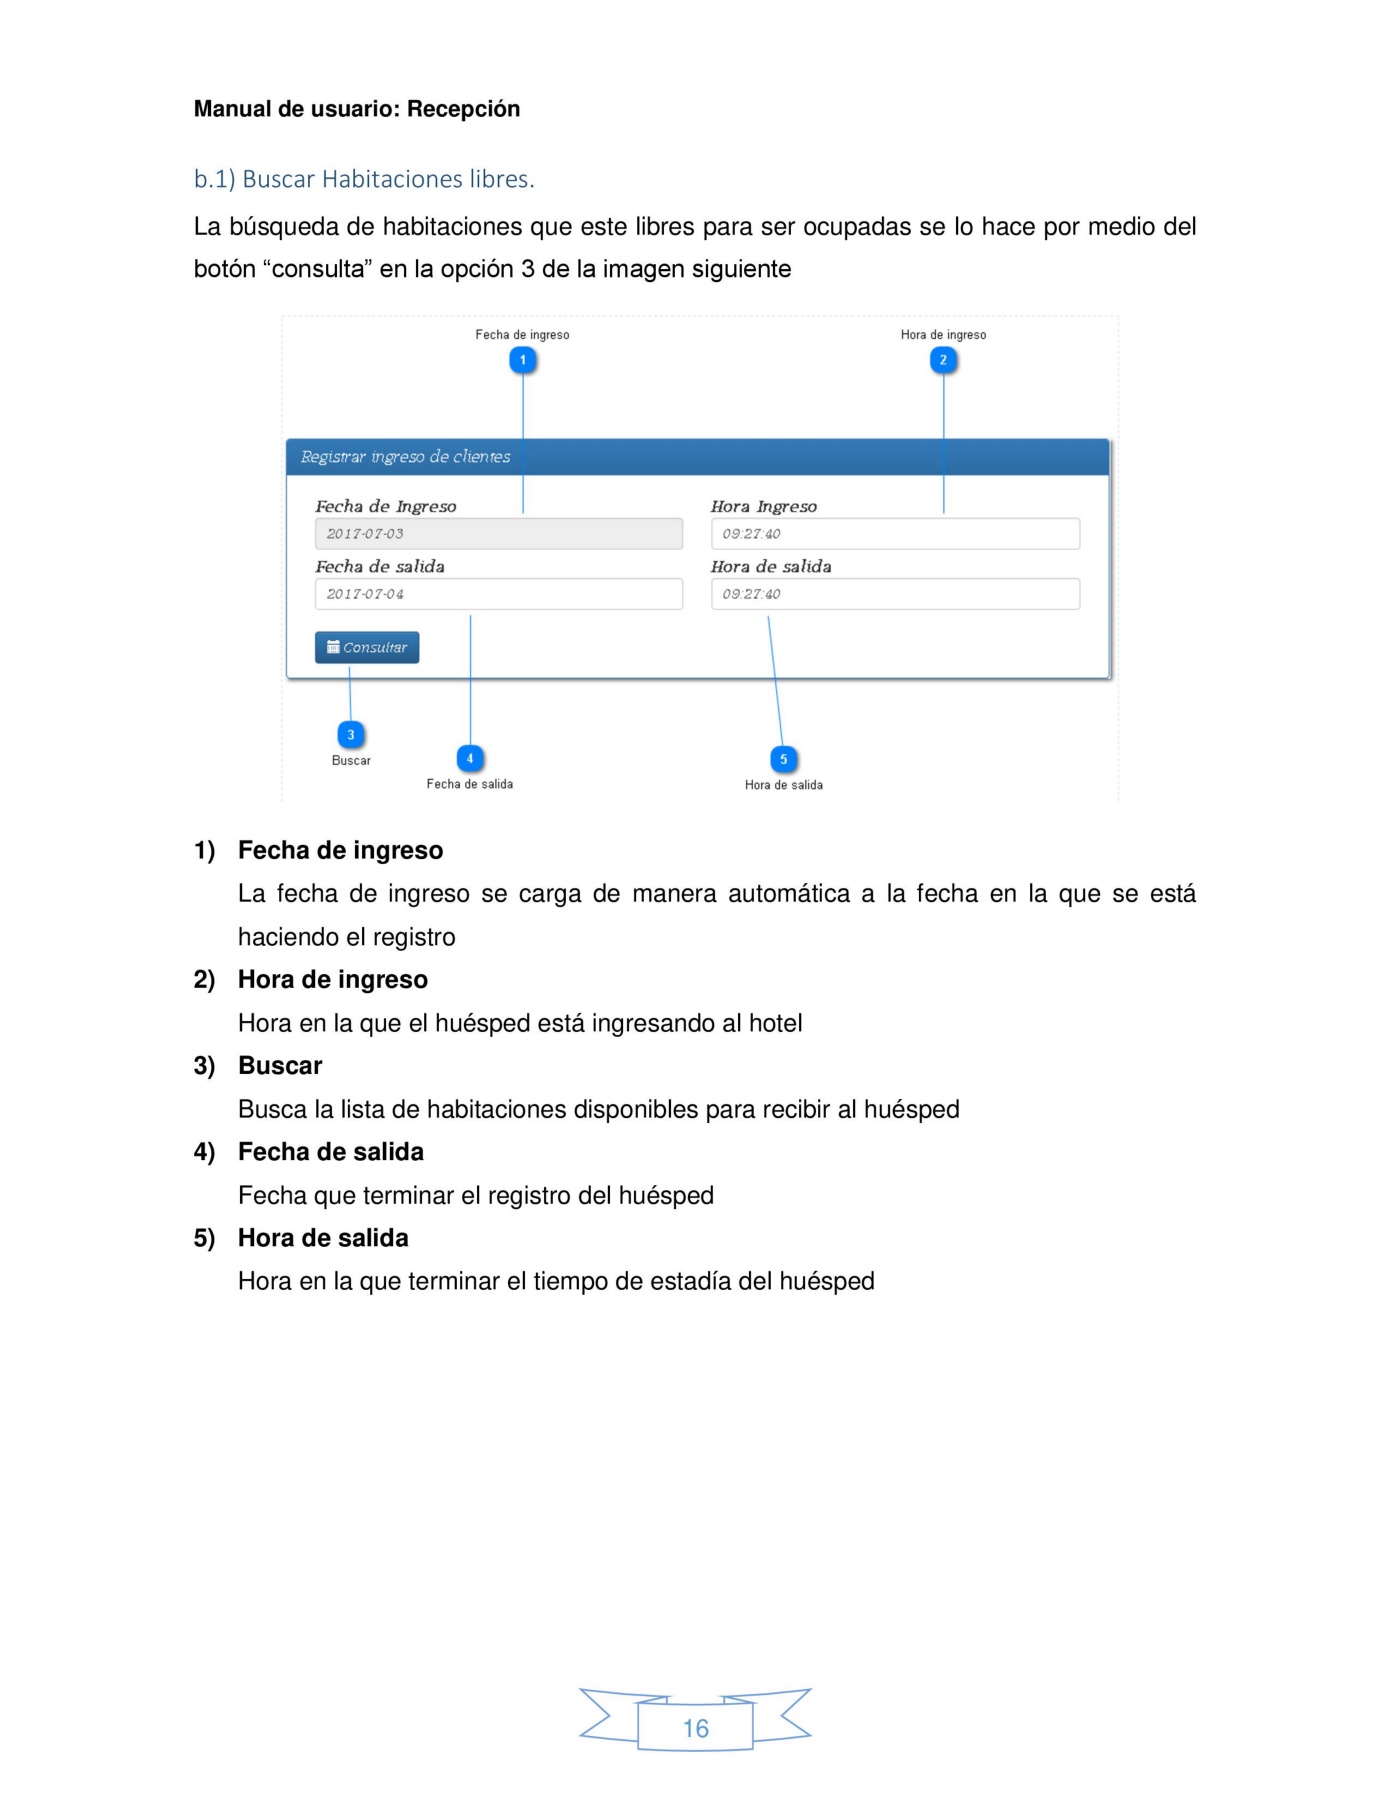 Manual de usuario: Recepción
b.1) Buscar Habitaciones libres.
La búsqueda de habitaciones que este libres para ser ocupadas se lo hace por medio del
botón “consulta” en la opción 3 de la imagen siguiente
Fecha de ingreso
Hora de ingreso
1
2
Registrar ingreso de clientes
Fecha de Ingreso
Hora Ingreso
2017-07-03
09:27:40
Fecha de salida
Hora de salida
2017-07-04
09:27:40
Consultar
3
4
5
Buscar
Fecha de salida
Hora de salida
1) Fecha de ingreso
La fecha de ingreso se carga de manera automática a la fecha en la que se está
haciendo el registro
2) Hora de ingreso
Hora en la que el huésped está ingresando al hotel
3) Buscar
Busca la lista de habitaciones disponibles para recibir al huésped
4) Fecha de salida
Fecha que terminar el registro del huésped
5) Hora de salida
Hora en la que terminar el tiempo de estadía del huésped
16